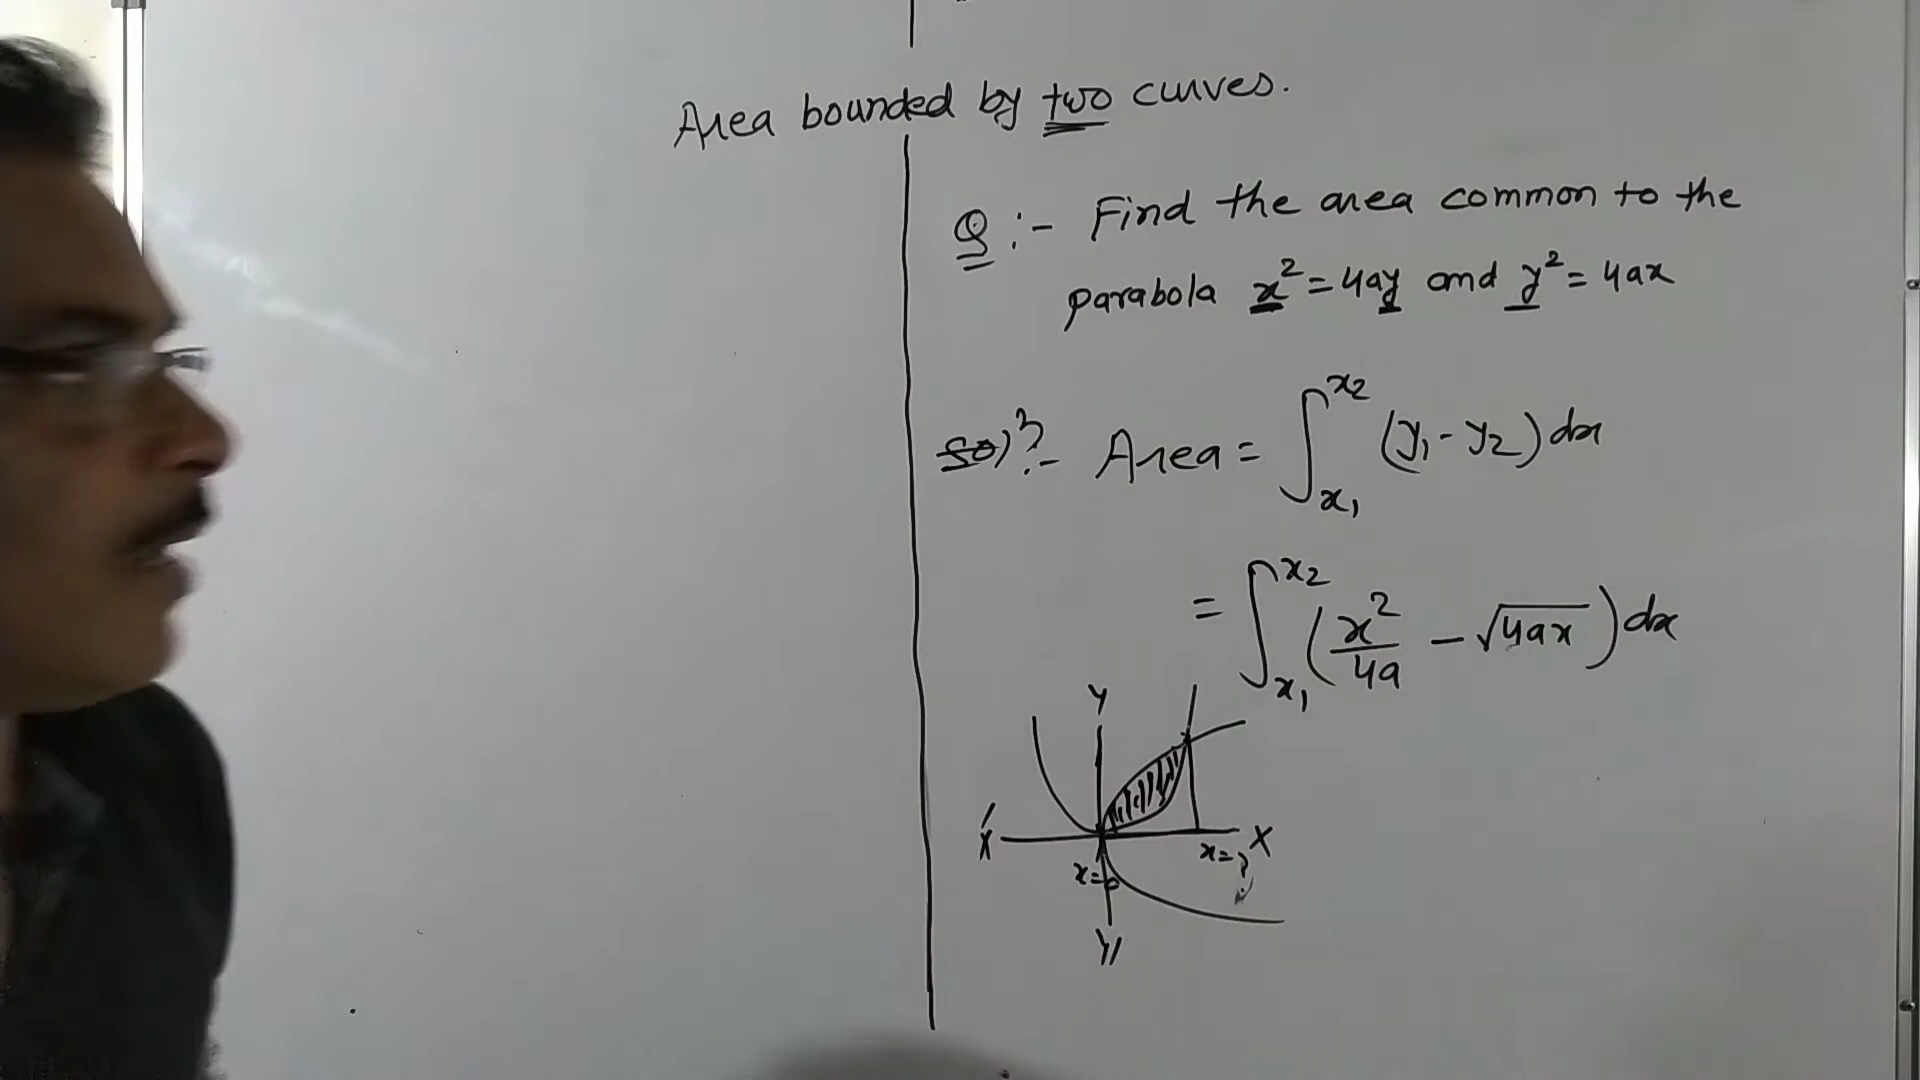 Area bounded by two curves.
Q :- Find the area common to the
parabola x² = 4ay and y² = 4ax
Sol? :- Area = ∫_{x₁}^{x₂} (y₁ - y₂) dx
= ∫_{x₁}^{x₂} (x²/4a - √4ax) dx
Y
X' X
x=0 x=?
Y'